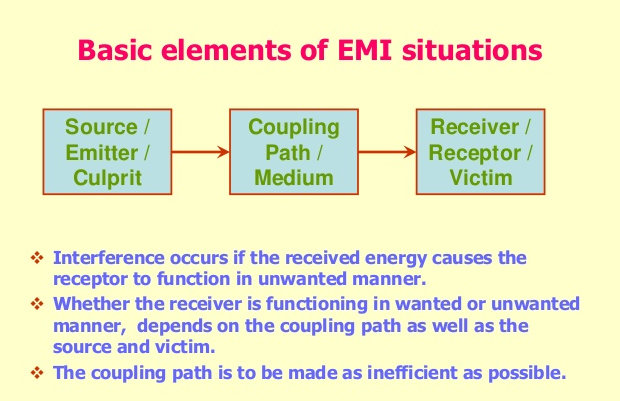 Basic elements of EMI situations
Source /
Emitter /
Culprit
Coupling
Path /
Medium
Receiver /
Receptor /
Victim
❖ Interference occurs if the received energy causes the
receptor to function in unwanted manner.
❖ Whether the receiver is functioning in wanted or unwanted
manner, depends on the coupling path as well as the
source and victim.
❖ The coupling path is to be made as inefficient as possible.